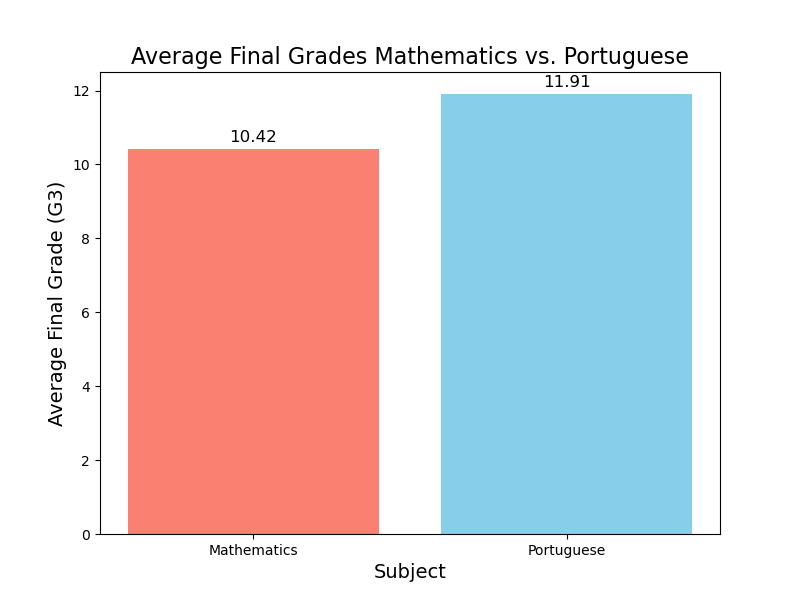 Average Final Grades Mathematics vs. Portuguese
11.91
10.42
12
10
8
6
4
2
0
Average Final Grade (G3)
Mathematics
Portuguese
Subject